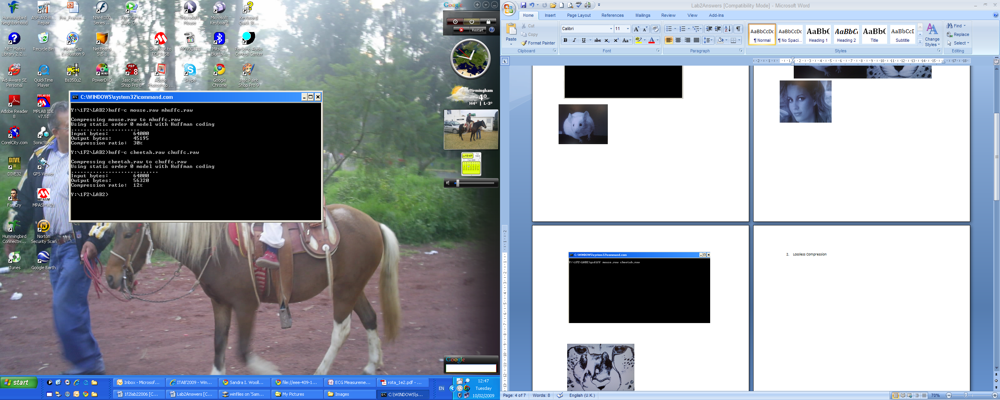 Hummingbird Neighborhood
ASF-AVI-R... Repair
Pre_France...
NW-E000 Series ...
Pop 3GP To Zune Co...
Microsoft Mouse
Microsoft Keyboard
Keyboard Quick St...
.NET Matrix Library 2.2...
Recycle Bin
Micro-Cap Evaluation 9
NetBeans 5.5.1
Shortcut to PDFSUSB
MOV00370
Mitsumi Blueto...
PerSono Audio Control Center
Ad-Aware SE Personal
QuickTime Player
Bs350u2
PowerDVD
Jasc Paint Shop Pro 8
Adobe Photoshop ...
Skype
Google Chrome
Jasc Paint Shop Pro 9
Adobe Reader 8
MPLAB IDE v7.51
CorelCity.com
SonicStage
DIVE32
GPS Viewer
Far Cry
MPASMWIN
Hummingbird Connectiv...
Norton Security Scan
iTunes
Google Earth
C:\WINDOWS\system32\command.com
Y:\1F2\LAB2>huff-c mouse.raw mhuffc.raw
Compressing mouse.raw to mhuffc.raw
Using static order 0 model with Huffman coding
......................
Input bytes: 64000
Output bytes: 45195
Compression ratio: 30%
Y:\1F2\LAB2>huff-c cheetah.raw chuffc.raw
Compressing cheetah.raw to chuffc.raw
Using static order 0 model with Huffman coding
............................
Input bytes: 64000
Output bytes: 56320
Compression ratio: 12%
Y:\1F2\LAB2>
Google
Restart
Birmingham
4°
H4° | L-3°
12:47
Feb 2009
Google
start
Inbox - Microsof...
ITAB'2009 - Win...
Sandra I. Wooll...
file://eee-409-1...
ECG Measureme...
rota_1e2.pdf - ...
1f2lab22006 [C...
Lab2Answers [C...
winfiles on 'Sam...
My Pictures
Images
C:\WINDOWS\s...
EN
12:47
Tuesday
10/02/2009
Lab2Answers [Compatibility Mode] - Microsoft Word
Home Insert Page Layout References Mailings Review View Add-Ins
Paste
Cut
Copy
Format Painter
Clipboard
Calibri 11
Font
Paragraph
AaBbCcDc ¶ Normal
AaBbCcDc ¶ No Spaci...
AaBbC Heading 1
AaBbCc Heading 2
AaBbC Title
AaBbCcI Subtitle
Change Styles
Styles
Find
Replace
Select
Editing
C:\WINDOWS\system32\command.com
Y:\1F2\LAB2>gsdiff mouse.raw cheetah.raw
2. Lossless Compression
Page: 4 of 7 Words: 8 English (U.K.) 70%